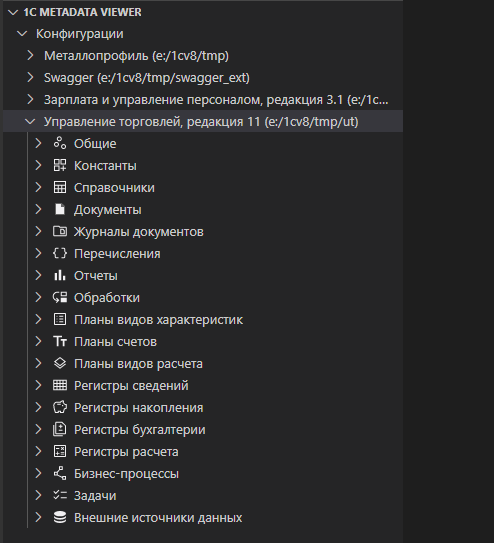 1C METADATA VIEWER
Конфигурации
Металлопрофиль (e:/1cv8/tmp)
Swagger (e:/1cv8/tmp/swagger_ext)
Зарплата и управление персоналом, редакция 3.1 (e:/1c...
Управление торговлей, редакция 11 (e:/1cv8/tmp/ut)
Общие
Константы
Справочники
Документы
Журналы документов
Перечисления
Отчеты
Обработки
Планы видов характеристик
Планы счетов
Планы видов расчета
Регистры сведений
Регистры накопления
Регистры бухгалтерии
Регистры расчета
Бизнес-процессы
Задачи
Внешние источники данных